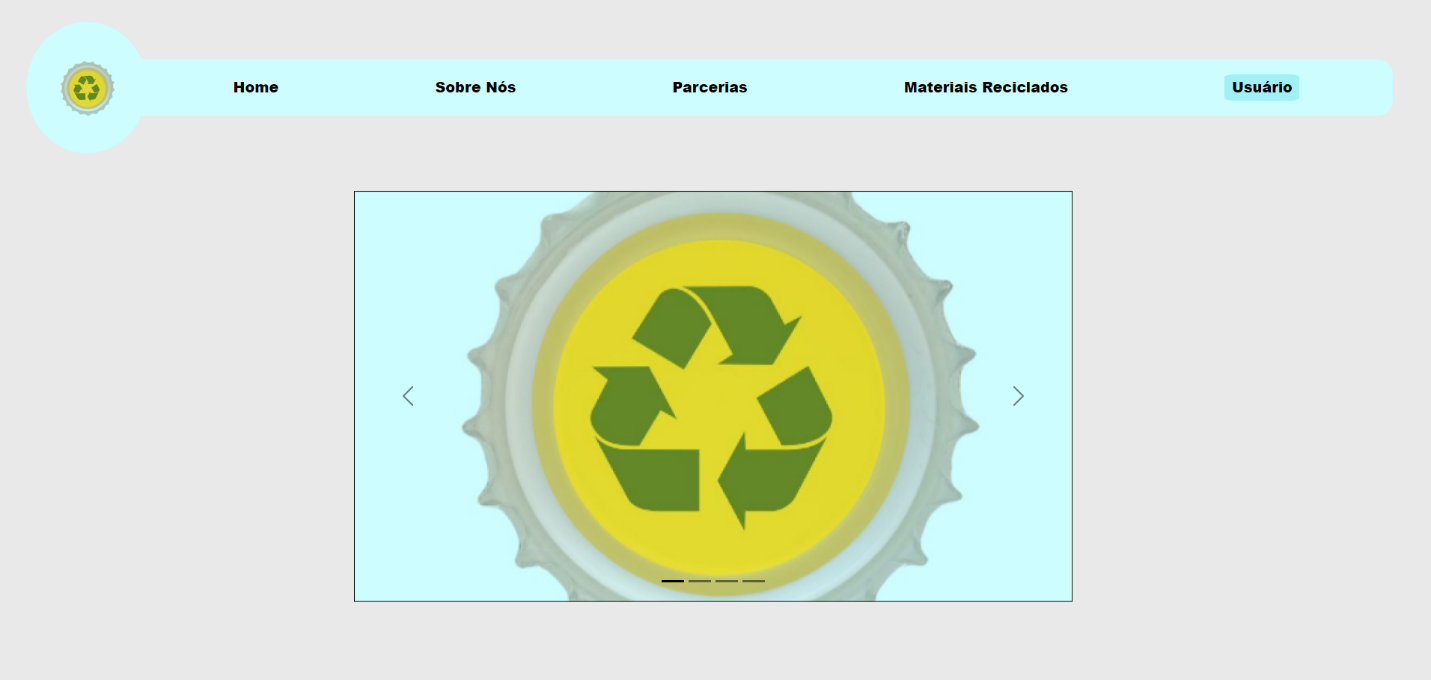 Home
Sobre Nós
Parcerias
Materiais Reciclados
Usuário